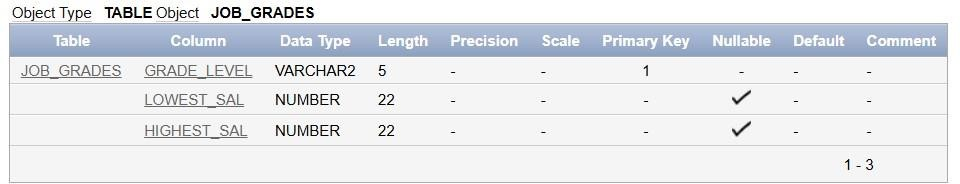 Object Type TABLE Object JOB_GRADES
Table Column Data Type Length Precision Scale Primary Key Nullable Default Comment
JOB_GRADES GRADE_LEVEL VARCHAR2 5 - - 1 - - -
LOWEST_SAL NUMBER 22 - - - ✓ - -
HIGHEST_SAL NUMBER 22 - - - ✓ - -
1 - 3